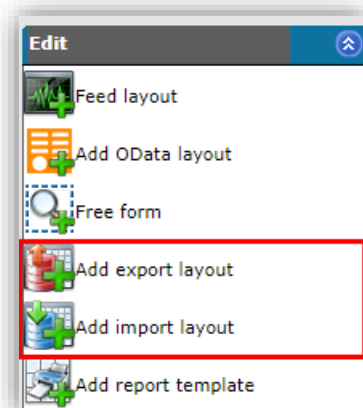 Edit
Feed layout
Add OData layout
Free form
Add export layout
Add import layout
Add report template